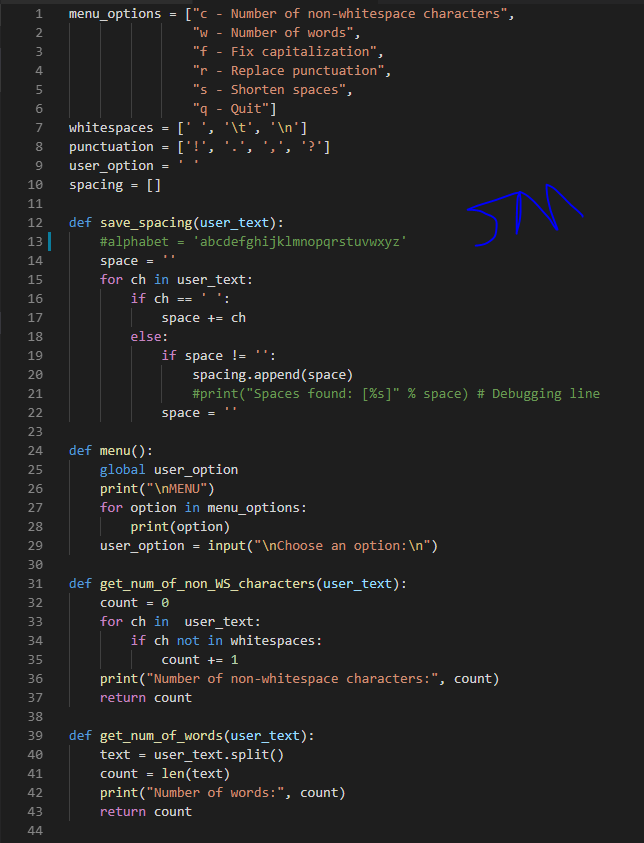 1 menu_options = ["c - Number of non-whitespace characters",
2 "w - Number of words",
3 "f - Fix capitalization",
4 "r - Replace punctuation",
5 "s - Shorten spaces",
6 "q - Quit"]
7 whitespaces = [' ', '\t', '\n']
8 punctuation = ['!', '.', ',', '?']
9 user_option = ' '
10 spacing = []
11
12 def save_spacing(user_text):
13 #alphabet = 'abcdefghijklmnopqrstuvwxyz'
14 space = ''
15 for ch in user_text:
16 if ch == ' ':
17 space += ch
18 else:
19 if space != '':
20 spacing.append(space)
21 #print("Spaces found: [%s]" % space) # Debugging line
22 space = ''
23
24 def menu():
25 global user_option
26 print("\nMENU")
27 for option in menu_options:
28 print(option)
29 user_option = input("\nChoose an option:\n")
30
31 def get_num_of_non_WS_characters(user_text):
32 count = 0
33 for ch in  user_text:
34 if ch not in whitespaces:
35 count += 1
36 print("Number of non-whitespace characters:", count)
37 return count
38
39 def get_num_of_words(user_text):
40 text = user_text.split()
41 count = len(text)
42 print("Number of words:", count)
43 return count
44